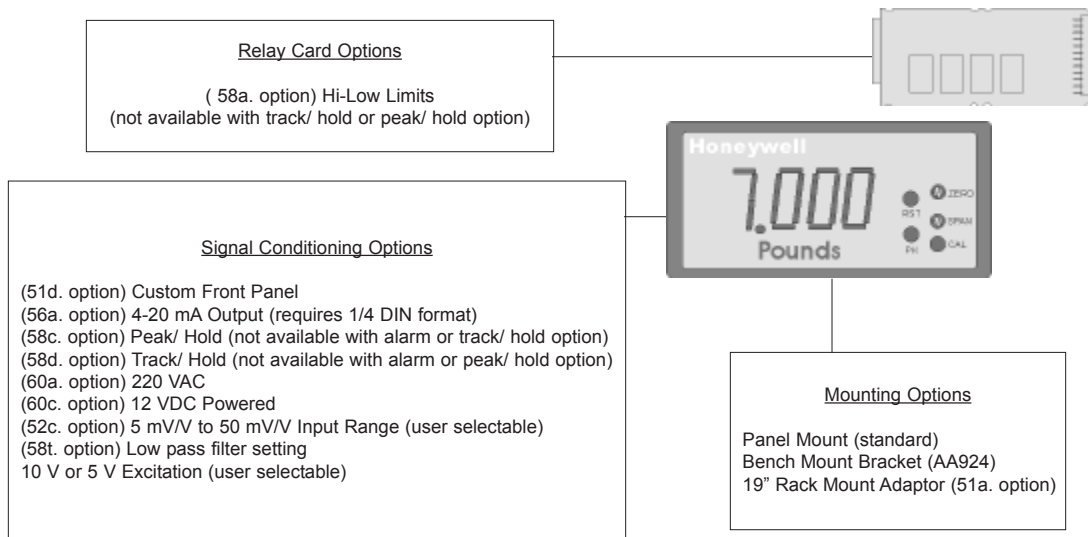 Relay Card Options
( 58a. option) Hi-Low Limits
(not available with track/ hold or peak/ hold option)
Honeywell
7.000
Pounds
RST
PH
ZERO
SPAN
CAL
Signal Conditioning Options
(51d. option) Custom Front Panel
(56a. option) 4-20 mA Output (requires 1/4 DIN format)
(58c. option) Peak/ Hold (not available with alarm or track/ hold option)
(58d. option) Track/ Hold (not available with alarm or peak/ hold option)
(60a. option) 220 VAC
(60c. option) 12 VDC Powered
(52c. option) 5 mV/V to 50 mV/V Input Range (user selectable)
(58t. option) Low pass filter setting
10 V or 5 V Excitation (user selectable)
Mounting Options
Panel Mount (standard)
Bench Mount Bracket (AA924)
19” Rack Mount Adaptor (51a. option)